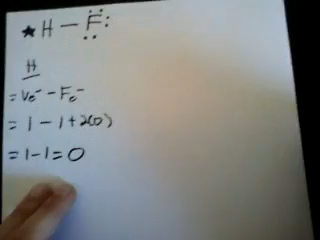 ★ H — F̈:
H
= Ve⁻ - Fe⁻
= 1 - 1 + 2(0)
= 1 - 1 = 0